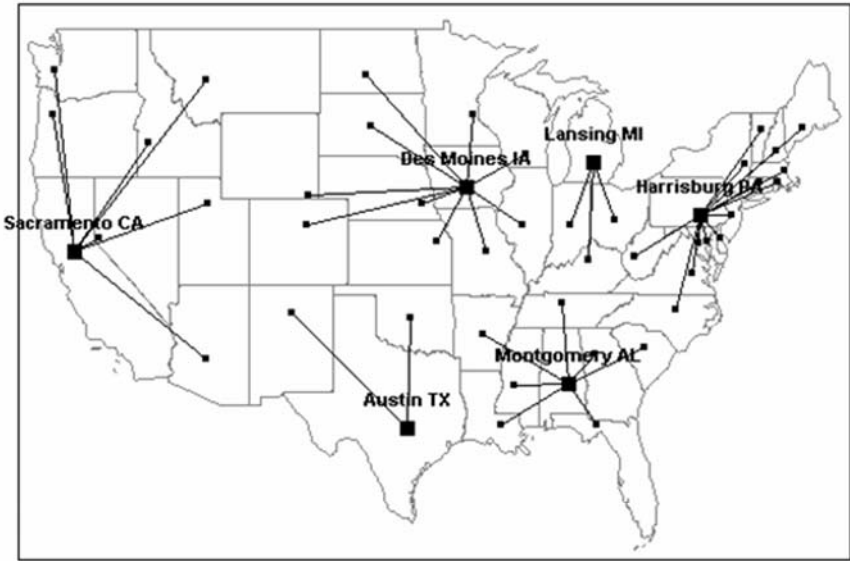 Lansing MI
Des Moines IA
Harrisburg PA
Sacramento CA
Montgomery AL
Austin TX